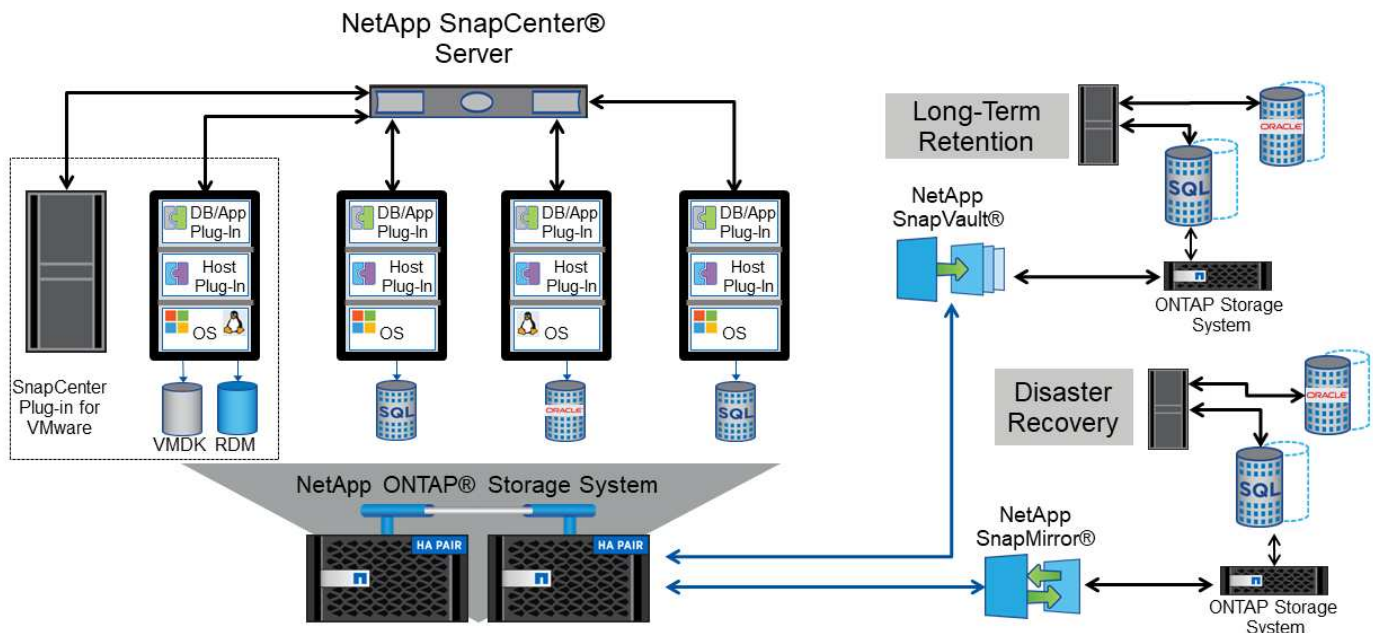 NetApp SnapCenter®
Server
DB/App
Plug-In
Host
Plug-In
OS
SnapCenter
Plug-in for
VMware
VMDK
RDM
DB/App
Plug-In
Host
Plug-In
OS
SQL
DB/App
Plug-In
Host
Plug-In
OS
ORACLE
DB/App
Plug-In
Host
Plug-In
OS
SQL
NetApp ONTAP® Storage System
HA PAIR
HA PAIR
Long-Term
Retention
ORACLE
SQL
NetApp
SnapVault®
ONTAP Storage
System
Disaster
Recovery
ORACLE
SQL
NetApp
SnapMirror®
ONTAP Storage
System